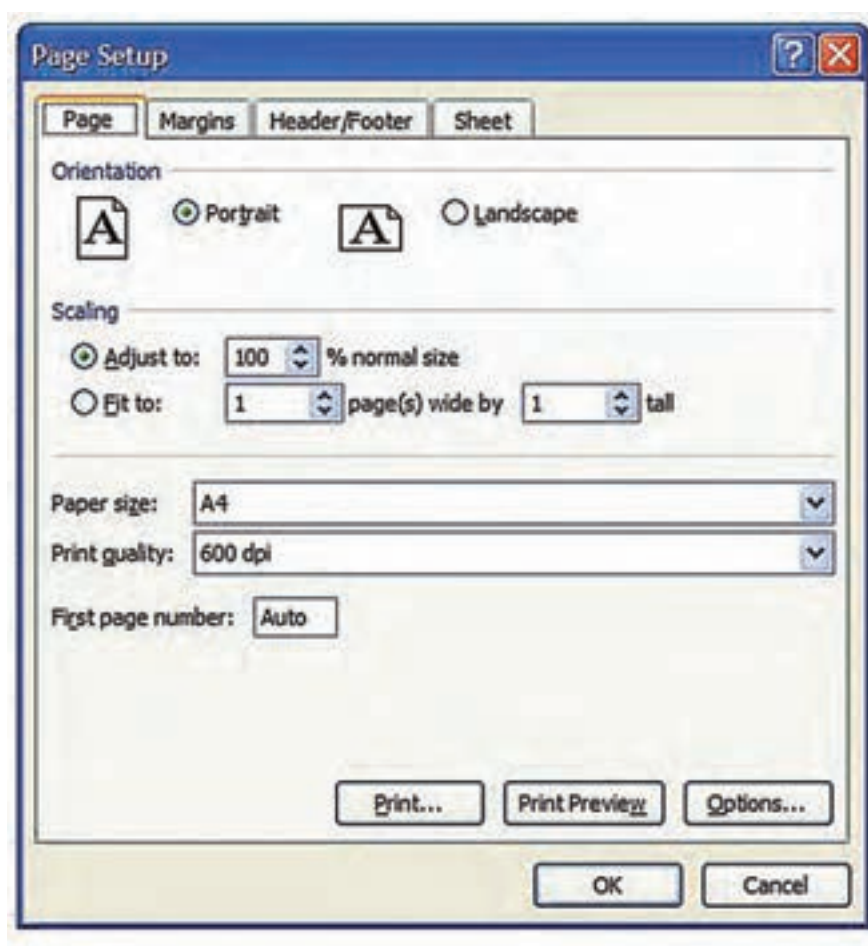 Page Setup
Page Margins Header/Footer Sheet
Orientation
A Portrait A Landscape
Scaling
Adjust to: 100 % normal size
Fit to: 1 page(s) wide by 1 tall
Paper size: A4
Print quality: 600 dpi
First page number: Auto
Print... Print Preview Options...
OK Cancel